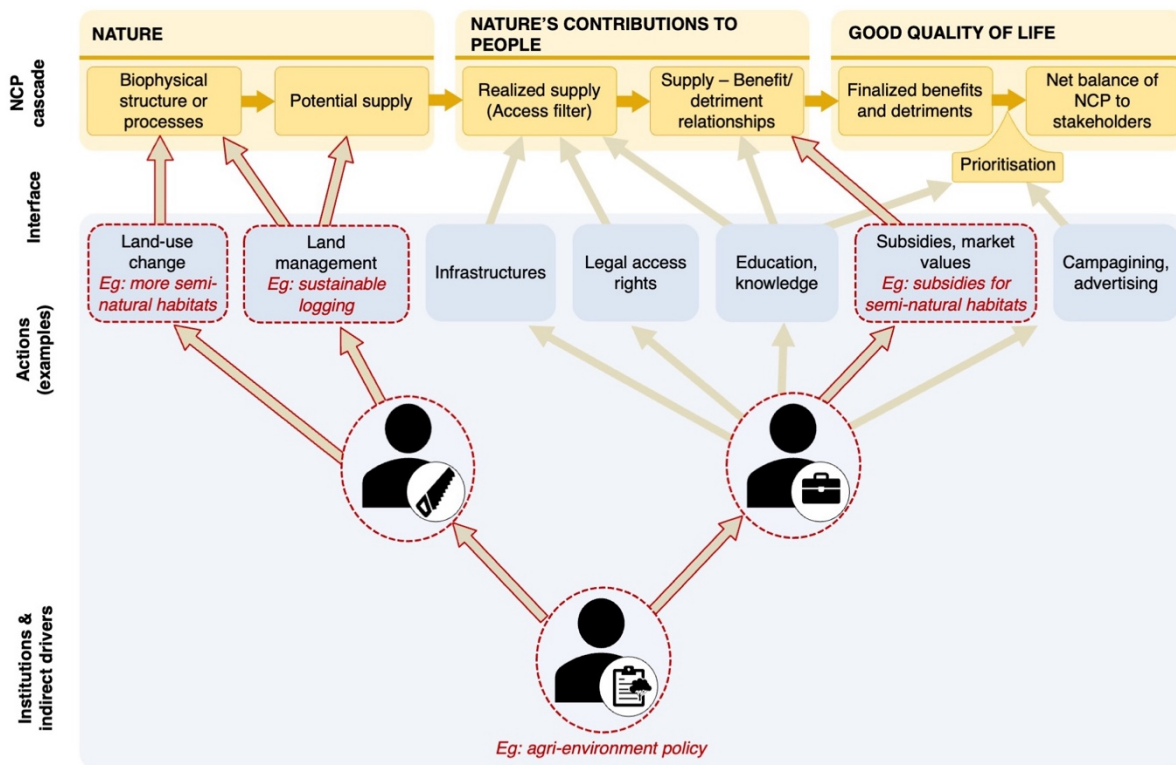 NATURE
NATURE'S CONTRIBUTIONS TO
PEOPLE
GOOD QUALITY OF LIFE
NCP
cascade
Biophysical
structure or
processes
Potential supply
Realized supply
(Access filter)
Supply – Benefit/
detriment
relationships
Finalized benefits
and detriments
Net balance of
NCP to
stakeholders
Prioritisation
Interface
Land-use
change
Eg: more semi-
natural habitats
Land
management
Eg: sustainable
logging
Infrastructures
Legal access
rights
Education,
knowledge
Subsidies, market
values
Eg: subsidies for
semi-natural habitats
Campagining,
advertising
Actions
(examples)
Institutions &
indirect drivers
Eg: agri-environment policy